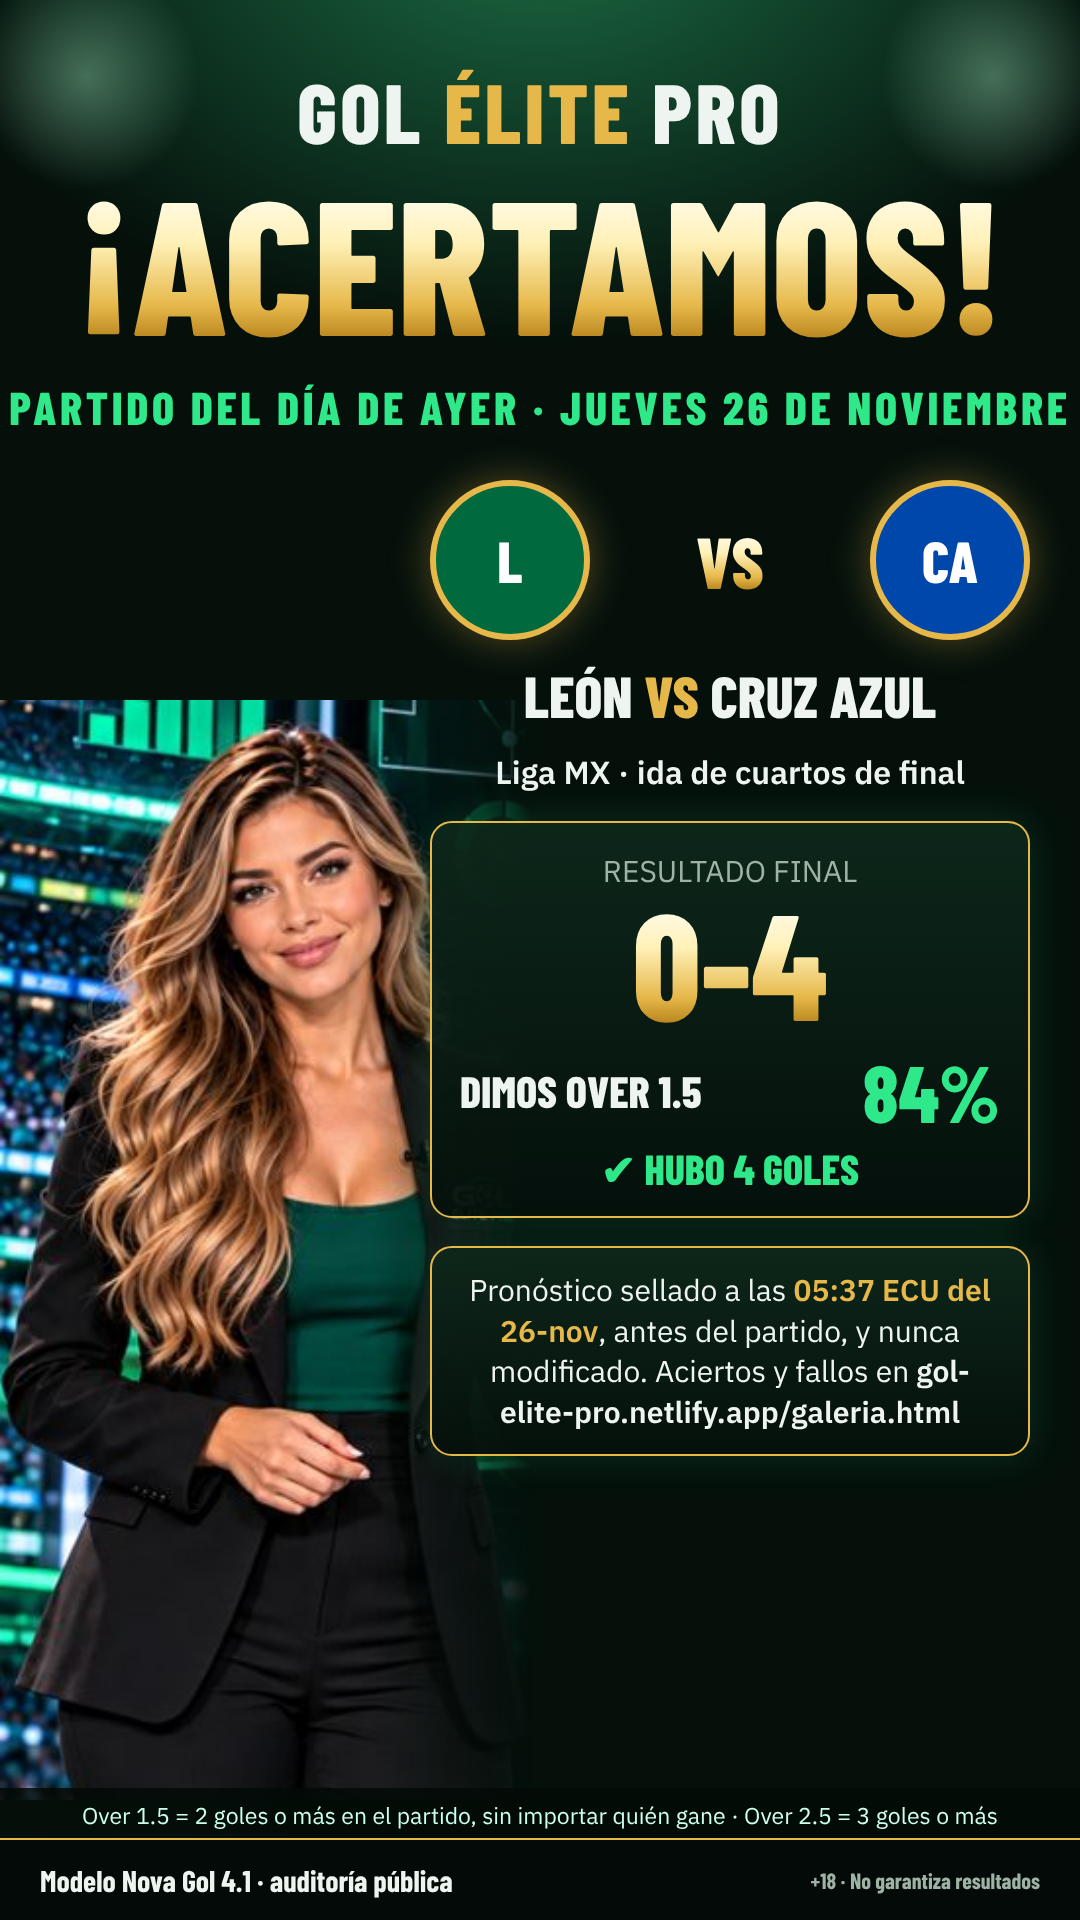 GOL ÉLITE PRO
¡ACERTAMOS!
PARTIDO DEL DÍA DE AYER · JUEVES 26 DE NOVIEMBRE
L VS CA
LEÓN VS CRUZ AZUL
Liga MX · ida de cuartos de final
RESULTADO FINAL
0–4
DIMOS OVER 1.5 84%
✔ HUBO 4 GOLES
Pronóstico sellado a las 05:37 ECU del
26-nov, antes del partido, y nunca
modificado. Aciertos y fallos en gol-
elite-pro.netlify.app/galeria.html
Over 1.5 = 2 goles o más en el partido, sin importar quién gane · Over 2.5 = 3 goles o más
Modelo Nova Gol 4.1 · auditoría pública
+18 · No garantiza resultados